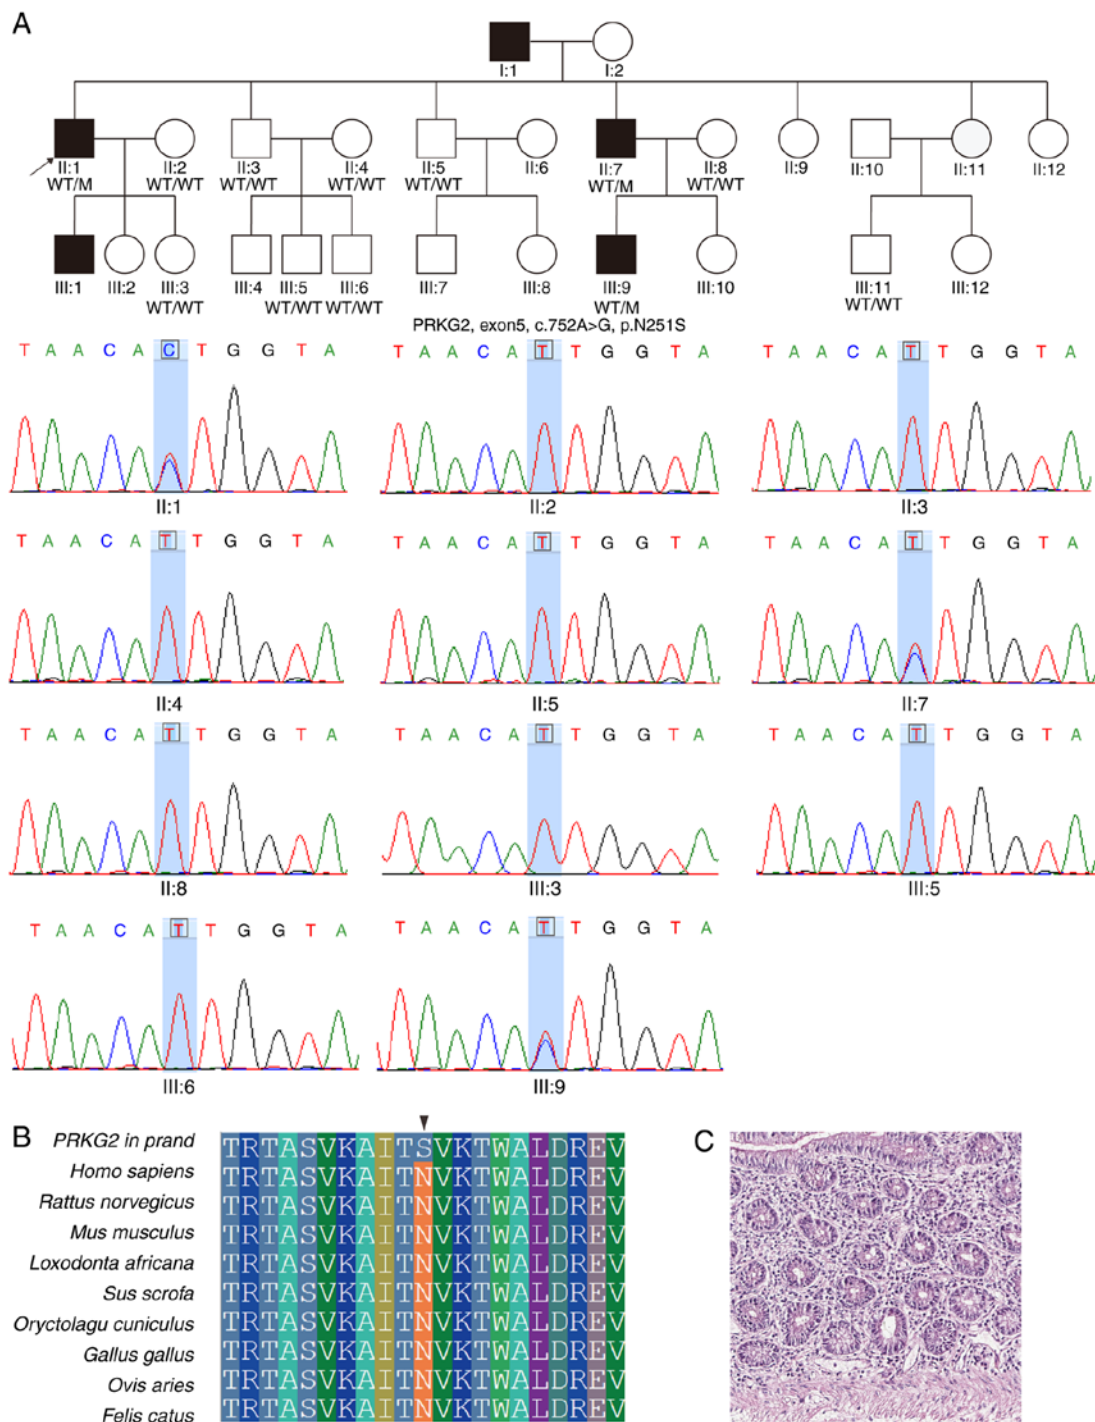 A
I:1 I:2
II:1 II:2 II:3 II:4 II:5 II:6 II:7 II:8 II:9 II:10 II:11 II:12
WT/M WT/WT WT/WT WT/WT WT/WT WT/M WT/WT
III:1 III:2 III:3 III:4 III:5 III:6 III:7 III:8 III:9 III:10 III:11 III:12
WT/WT WT/WT WT/WT WT/M WT/WT
PRKG2, exon5, c.752A>G, p.N251S
T A A C A C T G G T A
T A A C A T T G G T A
T A A C A T T G G T A
II:1 II:2 II:3
T A A C A T T G G T A
T A A C A T T G G T A
T A A C A T T G G T A
II:4 II:5 II:7
T A A C A T T G G T A
T A A C A T T G G T A
T A A C A T T G G T A
II:8 III:3 III:5
T A A C A T T G G T A
T A A C A T T G G T A
III:6 III:9
B
PRKG2 in prand TRTASVKAITSVKTWALDREV
Homo sapiens TRTASVKAITNVKTWALDREV
Rattus norvegicus TRTASVKAITNVKTWALDREV
Mus musculus TRTASVKAITNVKTWALDREV
Loxodonta africana TRTASVKAITNVKTWALDREV
Sus scrofa TRTASVKAITNVKTWALDREV
Oryctolagu cuniculus TRTASVKAITNVKTWALDREV
Gallus gallus TRTASVKAITNVKTWALDREV
Ovis aries TRTASVKAITNVKTWALDREV
Felis catus TRTASVKAITNVKTWALDREV
C